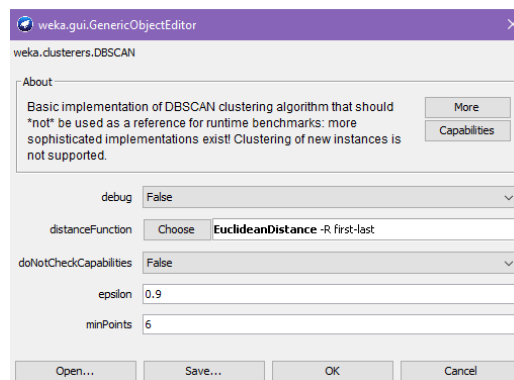 weka.gui.GenericObjectEditor
weka.clusterers.DBSCAN
About
Basic implementation of DBSCAN clustering algorithm that should
*not* be used as a reference for runtime benchmarks: more
sophisticated implementations exist! Clustering of new instances is
not supported.
More
Capabilities
debug False
distanceFunction Choose EuclideanDistance -R first-last
doNotCheckCapabilities False
epsilon 0.9
minPoints 6
Open... Save... OK Cancel